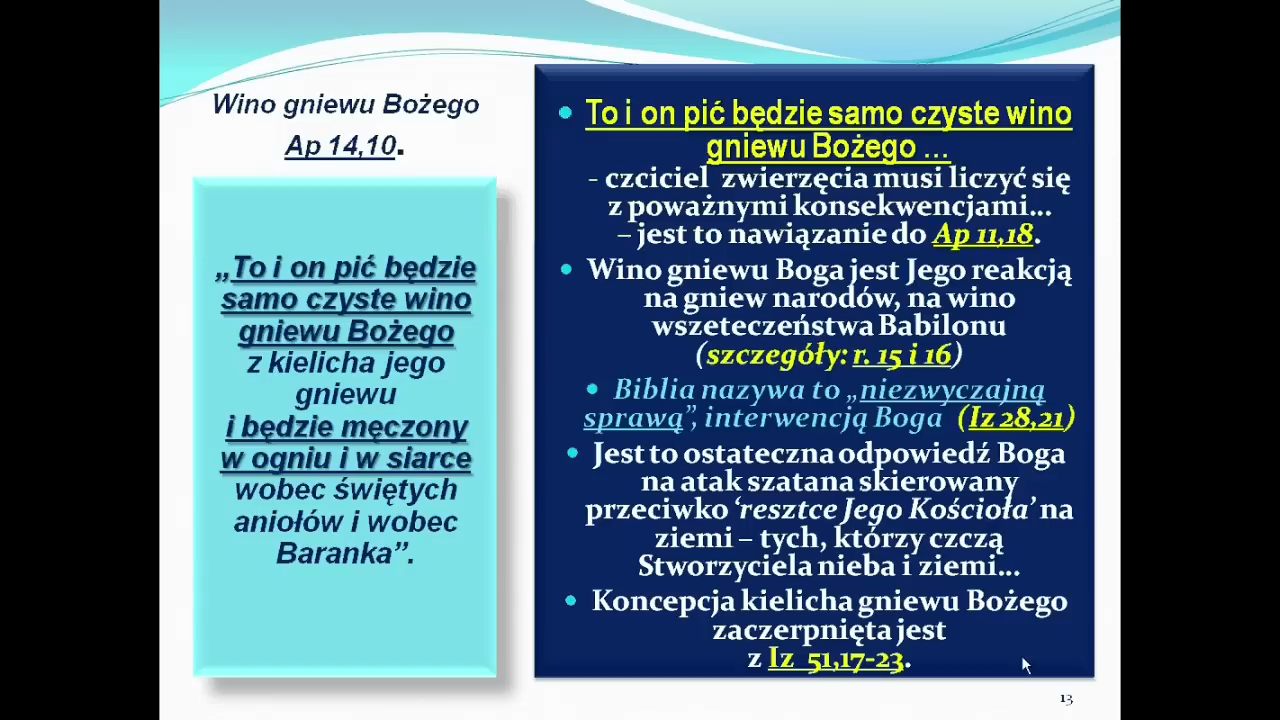 Wino gniewu Bożego
Ap 14,10.
„To i on pić będzie
samo czyste wino
gniewu Bożego
z kielicha jego
gniewu
i będzie męczony
w ogniu i w siarce
wobec świętych
aniołów i wobec
Baranka”.
• To i on pić będzie samo czyste wino
gniewu Bożego ...
- czciciel zwierzęcia musi liczyć się
z poważnymi konsekwencjami...
– jest to nawiązanie do Ap 11,18.
• Wino gniewu Boga jest Jego reakcją
na gniew narodów, na wino
wszeteczeństwa Babilonu
(szczegóły: r. 15 i 16)
• Biblia nazywa to „niezwyczajną
sprawą”, interwencją Boga (Iz 28,21)
• Jest to ostateczna odpowiedź Boga
na atak szatana skierowany
przeciwko ‘resztce Jego Kościoła’ na
ziemi – tych, którzy czczą
Stworzyciela nieba i ziemi...
• Koncepcja kielicha gniewu Bożego
zaczerpnięta jest
z Iz 51,17-23.
13